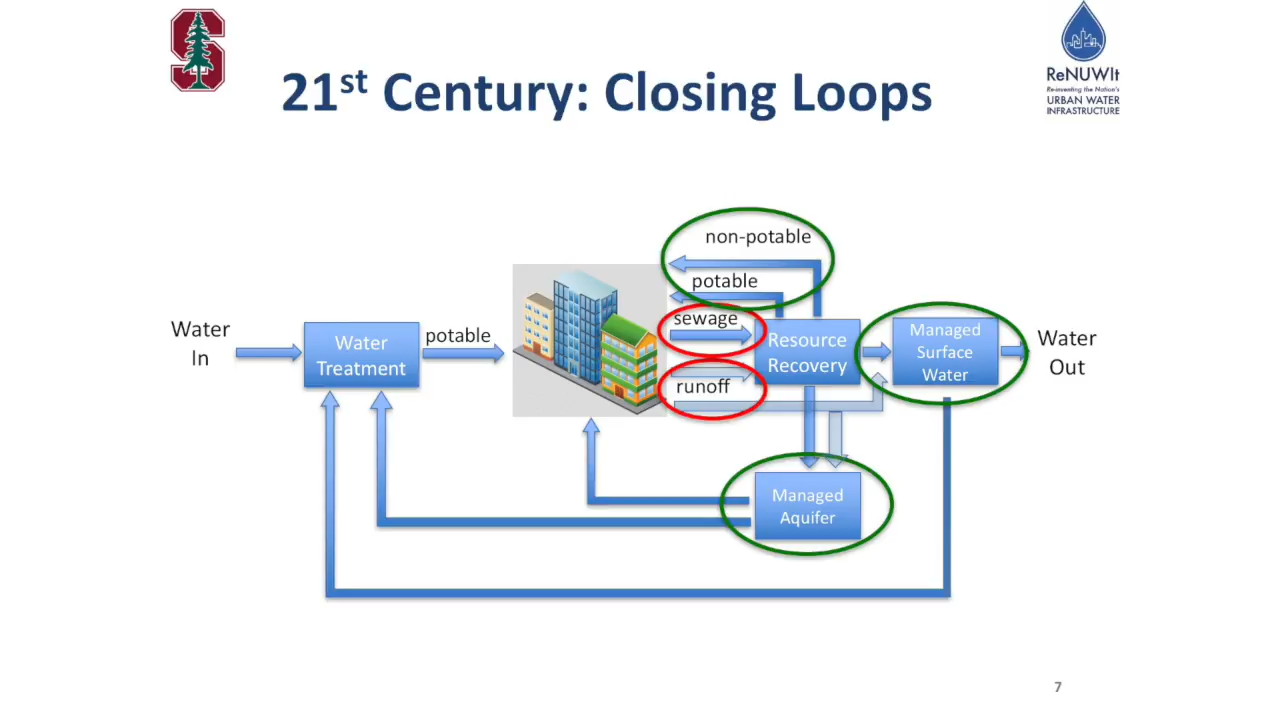 21st Century: Closing Loops
ReNUWIt
Re-inventing the Nation's
URBAN WATER
INFRASTRUCTURE
Water
In
Water
Treatment
potable
non-potable
potable
sewage
runoff
Resource
Recovery
Managed
Surface
Water
Water
Out
Managed
Aquifer
7